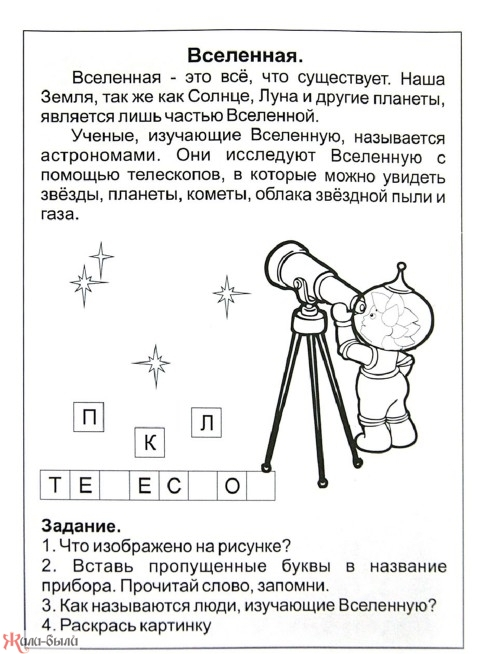 Вселенная.
Вселенная - это всё, что существует. Наша
Земля, так же как Солнце, Луна и другие планеты,
является лишь частью Вселенной.
Ученые, изучающие Вселенную, называется
астрономами. Они исследуют Вселенную с
помощью телескопов, в которые можно увидеть
звёзды, планеты, кометы, облака звёздной пыли и
газа.
П
К
Л
Т Е Е С О
Задание.
1. Что изображено на рисунке?
2. Вставь пропущенные буквы в название
прибора. Прочитай слово, запомни.
3. Как называются люди, изучающие Вселенную?
4. Раскрась картинку
Жили-были